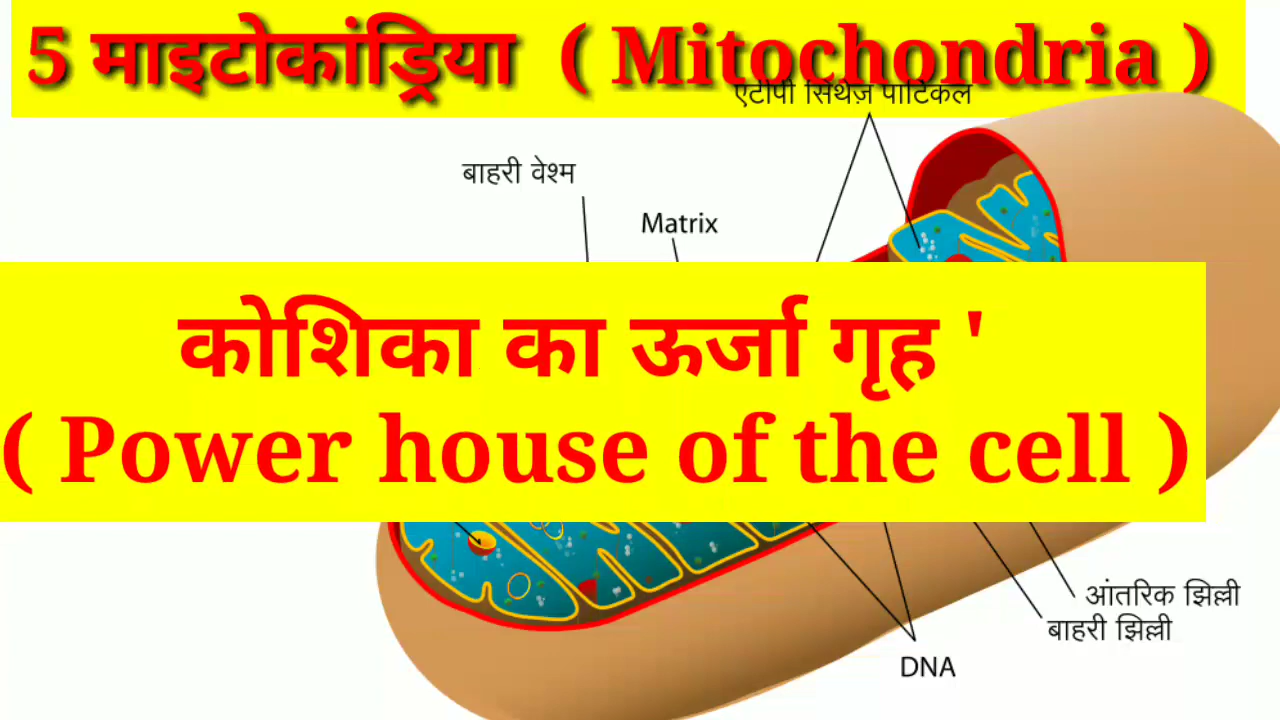 5 माइटोकांड्रिया ( Mitochondria )
एटीपी सिंथेज़ पार्टिकल
बाहरी वेश्म
Matrix
कोशिका का ऊर्जा गृह '
( Power house of the cell )
आंतरिक झिल्ली
बाहरी झिल्ली
DNA